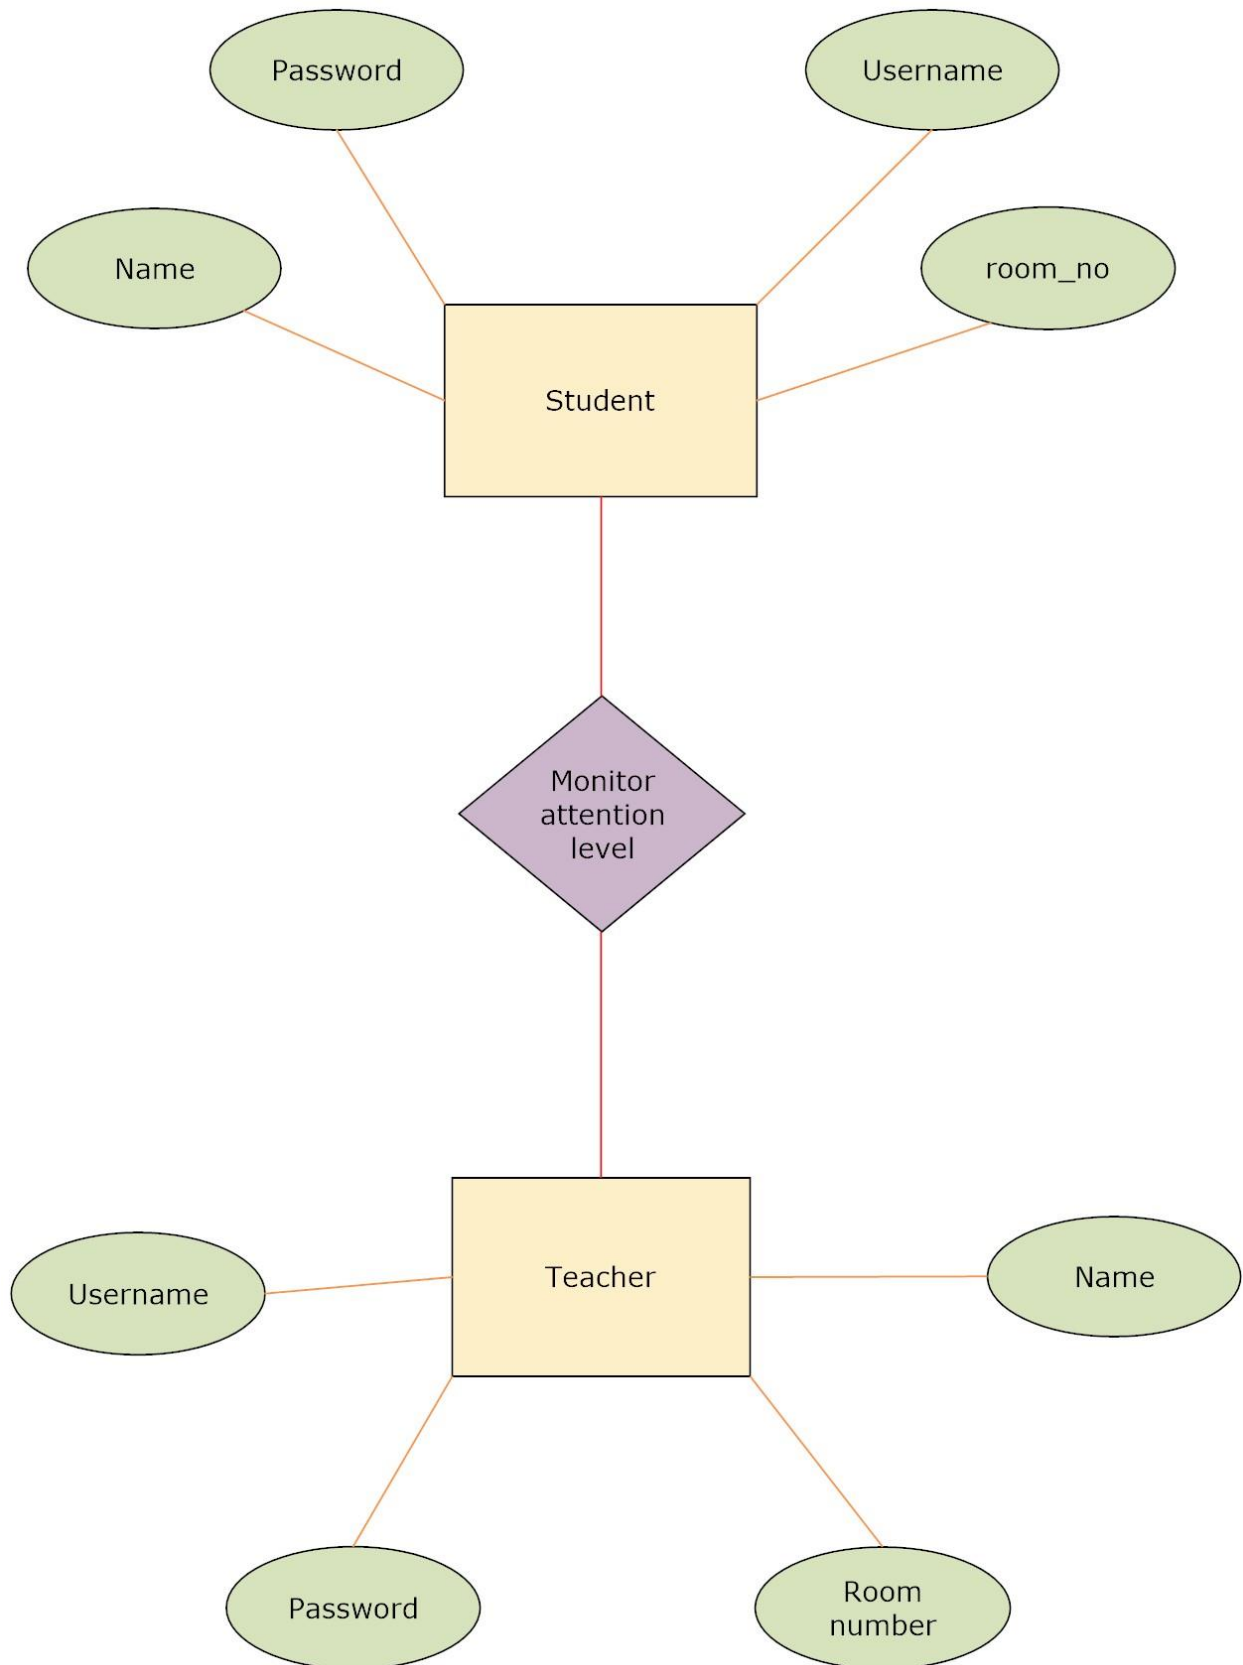 Password
Username
Name
room_no
Student
Monitor
attention
level
Username
Teacher
Name
Password
Room
number